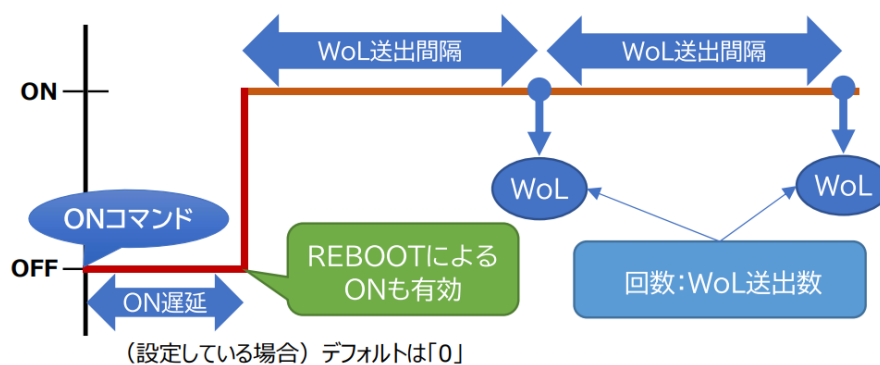 WoL送出間隔
WoL送出間隔
ON
WoL
WoL
ONコマンド
OFF
REBOOTによる
ONも有効
回数：WoL送出数
ON遅延
（設定している場合）デフォルトは「0」